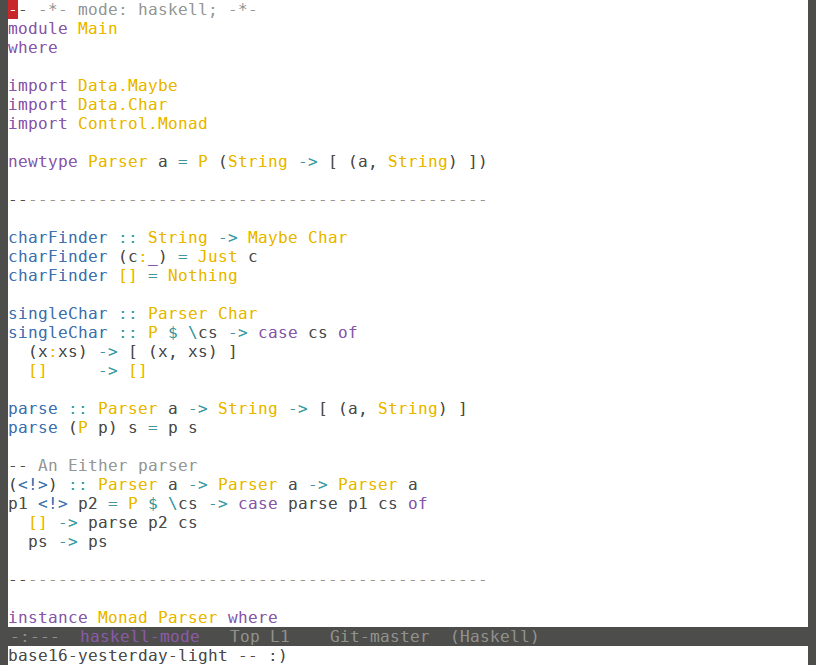 -- -*- mode: haskell; -*-
module Main
where
import Data.Maybe
import Data.Char
import Control.Monad
newtype Parser a = P (String -> [ (a, String) ])
------------------------------------------------
charFinder :: String -> Maybe Char
charFinder (c:_) = Just c
charFinder [] = Nothing
singleChar :: Parser Char
singleChar :: P $ \cs -> case cs of
  (x:xs) -> [ (x, xs) ]
  []     -> []
parse :: Parser a -> String -> [ (a, String) ]
parse (P p) s = p s
-- An Either parser
(<!>) :: Parser a -> Parser a -> Parser a
p1 <!> p2 = P $ \cs -> case parse p1 cs of
  [] -> parse p2 cs
  ps -> ps
------------------------------------------------
instance Monad Parser where
-:---  haskell-mode   Top L1    Git-master  (Haskell)
base16-yesterday-light -- :)